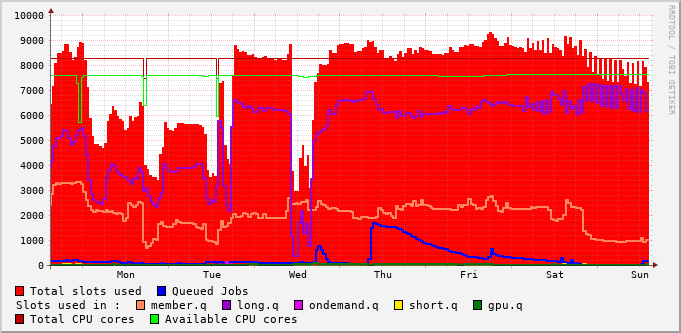 RRDTOOL / TOBI OETIKER
10000
9000
8000
7000
6000
5000
4000
3000
2000
1000
0
Mon Tue Wed Thu Fri Sat Sun
Total slots used Queued Jobs
Slots used in : member.q long.q ondemand.q short.q gpu.q
Total CPU cores Available CPU cores